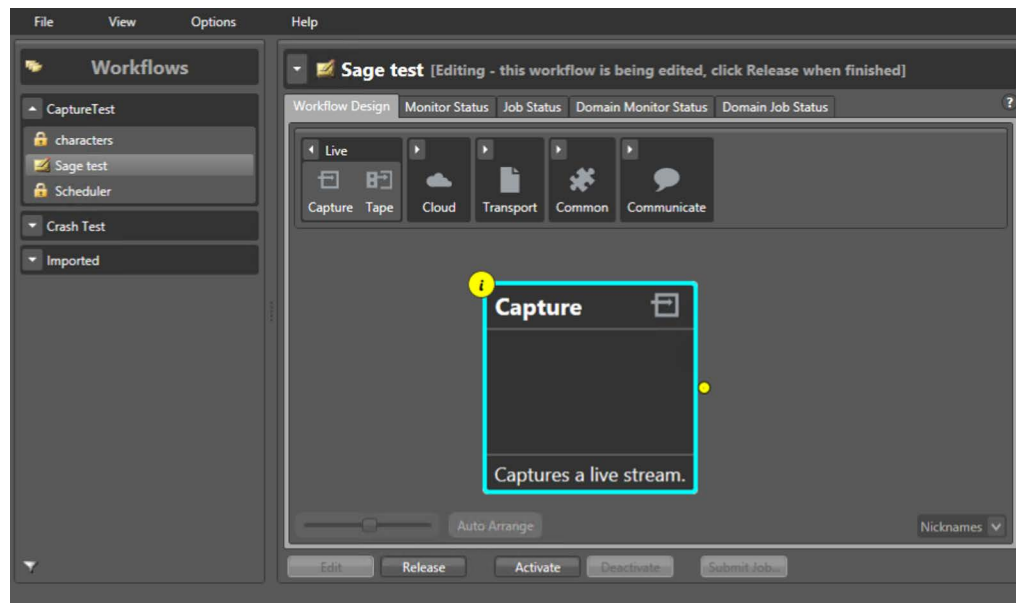 File View Options Help
Workflows
CaptureTest
characters
Sage test
Scheduler
Crash Test
Imported
Sage test [Editing - this workflow is being edited, click Release when finished]
Workflow Design Monitor Status Job Status Domain Monitor Status Domain Job Status ?
Live
Capture Tape Cloud Transport Common Communicate
i
Capture
Captures a live stream.
Auto Arrange Nicknames
Edit Release Activate Deactivate Submit Job...